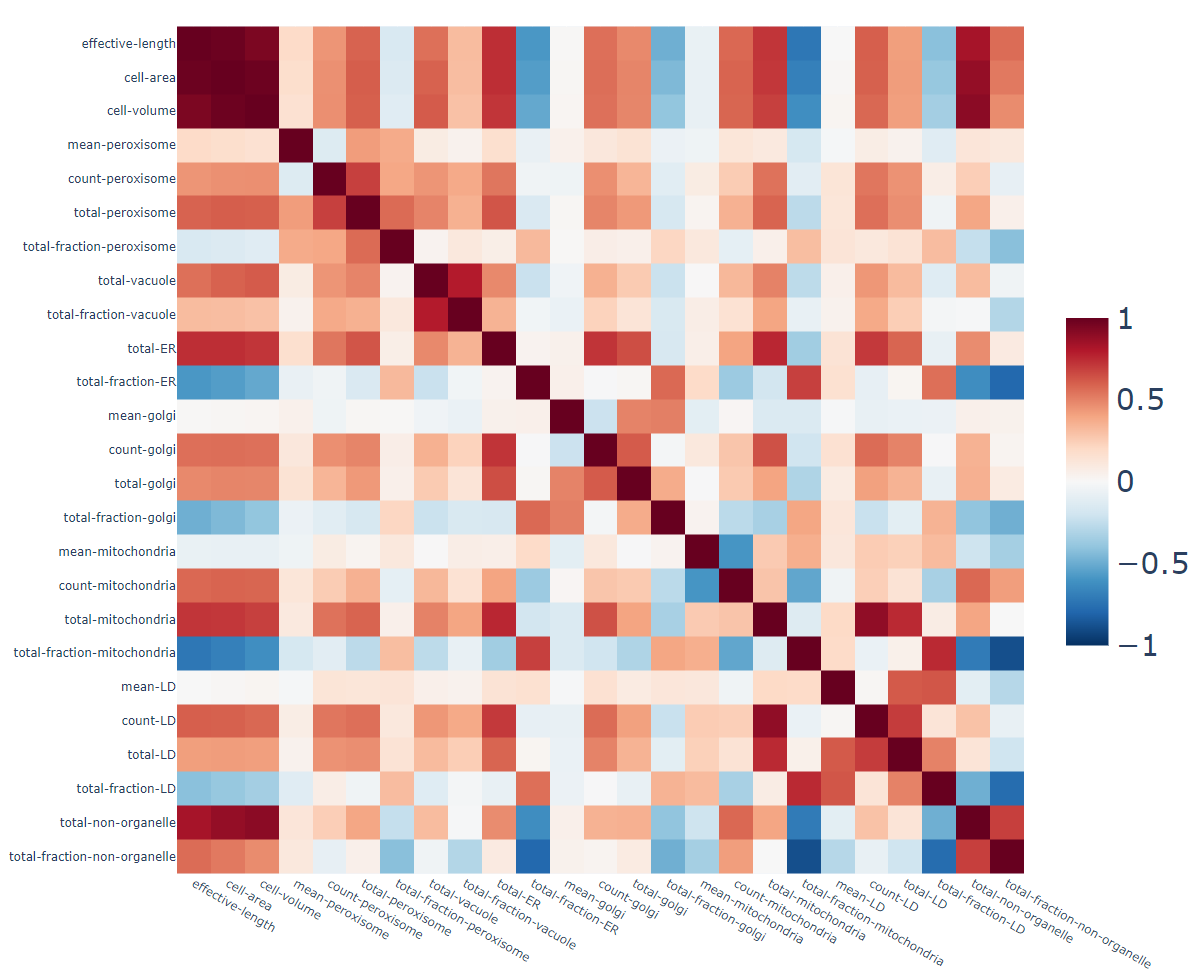 effective-length
cell-area
cell-volume
mean-peroxisome
count-peroxisome
total-peroxisome
total-fraction-peroxisome
total-vacuole
total-fraction-vacuole
total-ER
total-fraction-ER
mean-golgi
count-golgi
total-golgi
total-fraction-golgi
mean-mitochondria
count-mitochondria
total-mitochondria
total-fraction-mitochondria
mean-LD
count-LD
total-LD
total-fraction-LD
total-non-organelle
total-fraction-non-organelle
effective-length
cell-area
cell-volume
mean-peroxisome
count-peroxisome
total-peroxisome
total-fraction-peroxisome
total-vacuole
total-fraction-vacuole
total-ER
total-fraction-ER
mean-golgi
count-golgi
total-golgi
total-fraction-golgi
mean-mitochondria
count-mitochondria
total-mitochondria
total-fraction-mitochondria
mean-LD
count-LD
total-LD
total-fraction-LD
total-non-organelle
total-fraction-non-organelle
1
0.5
0
−0.5
−1